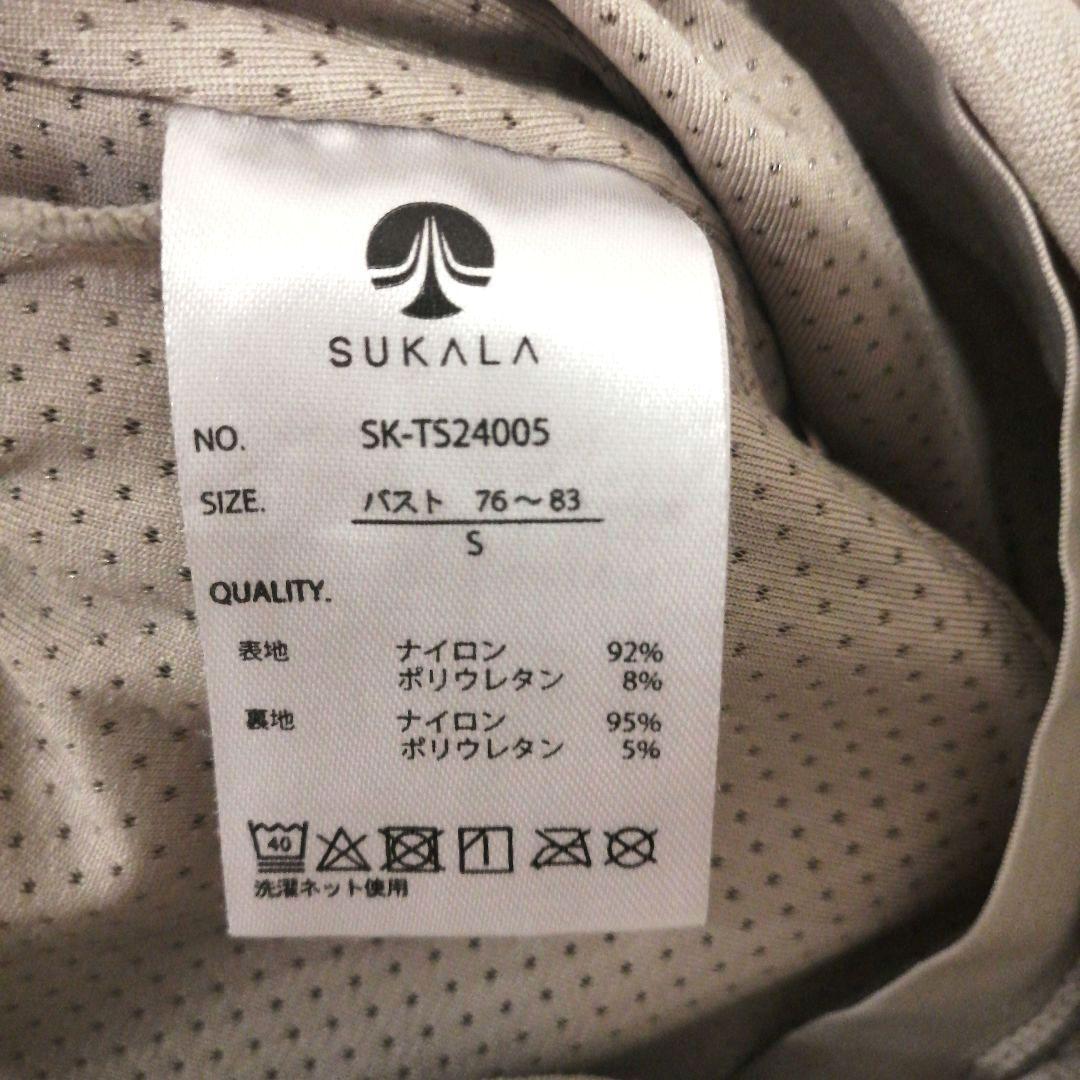 SUKALA
NO. SK-TS24005
SIZE. バスト 76～83
S
QUALITY.
表地 ナイロン 92%
ポリウレタン 8%
裏地 ナイロン 95%
ポリウレタン 5%
40
洗濯ネット使用